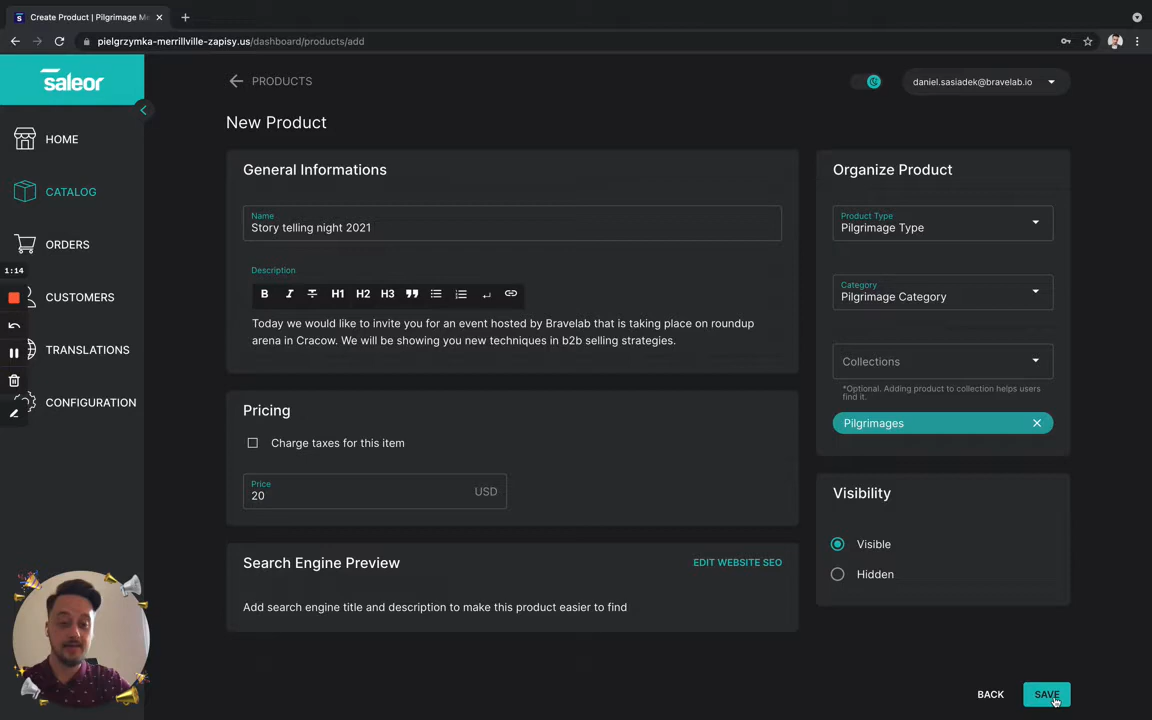 Create Product | Pilgrimage Me
pielgrzymka-merrillville-zapisy.us/dashboard/products/add
saleor
PRODUCTS
daniel.sasiadek@bravelab.io
HOME
CATALOG
ORDERS
1:14
CUSTOMERS
TRANSLATIONS
CONFIGURATION
New Product
General Informations
Name
Story telling night 2021
Description
B I T H1 H2 H3
Today we would like to invite you for an event hosted by Bravelab that is taking place on roundup
arena in Cracow. We will be showing you new techniques in b2b selling strategies.
Pricing
Charge taxes for this item
Price
20
USD
Search Engine Preview
EDIT WEBSITE SEO
Add search engine title and description to make this product easier to find
Organize Product
Product Type
Pilgrimage Type
Category
Pilgrimage Category
Collections
*Optional. Adding product to collection helps users
find it.
Pilgrimages
Visibility
Visible
Hidden
BACK
SAVE